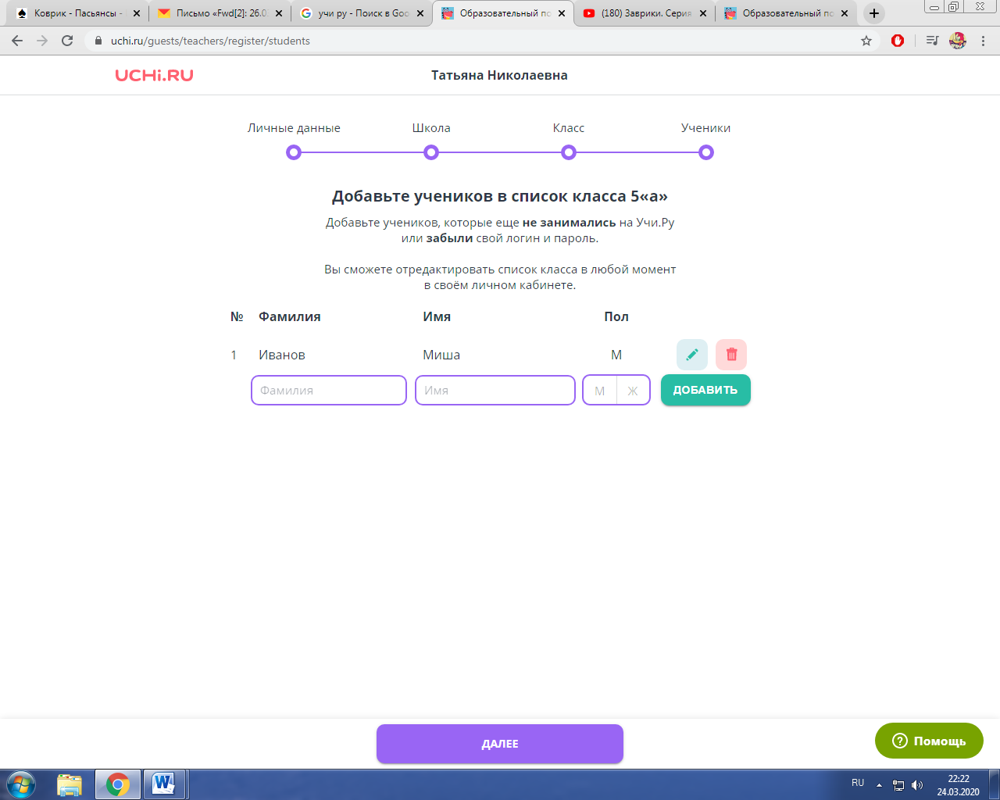 Коврик - Пасьянсы -
Письмо «Fwd[2]: 26.0
учи ру - Поиск в Goo
Образовательный по
(180) Заврики. Серия
Образовательный по
uchi.ru/guests/teachers/register/students
UCHi.RU
Татьяна Николаевна
Личные данные
Школа
Класс
Ученики
Добавьте учеников в список класса 5«а»
Добавьте учеников, которые еще не занимались на Учи.Ру
или забыли свой логин и пароль.
Вы сможете отредактировать список класса в любой момент
в своём личном кабинете.
№ Фамилия Имя Пол
1 Иванов Миша М
Фамилия Имя М Ж ДОБАВИТЬ
ДАЛЕЕ
? Помощь
RU
22:22
24.03.2020